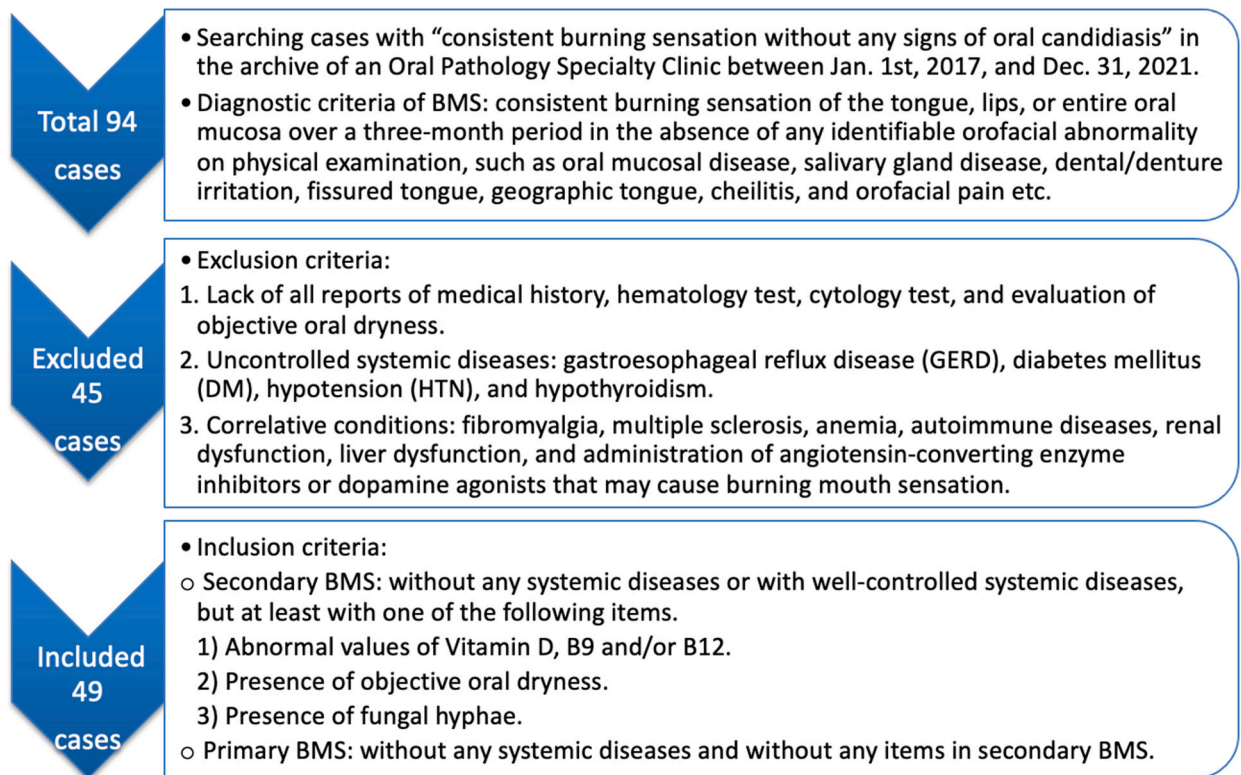 Total 94
cases
• Searching cases with “consistent burning sensation without any signs of oral candidiasis” in
the archive of an Oral Pathology Specialty Clinic between Jan. 1st, 2017, and Dec. 31, 2021.
• Diagnostic criteria of BMS: consistent burning sensation of the tongue, lips, or entire oral
mucosa over a three-month period in the absence of any identifiable orofacial abnormality
on physical examination, such as oral mucosal disease, salivary gland disease, dental/denture
irritation, fissured tongue, geographic tongue, cheilitis, and orofacial pain etc.
Excluded
45
cases
• Exclusion criteria:
1. Lack of all reports of medical history, hematology test, cytology test, and evaluation of
objective oral dryness.
2. Uncontrolled systemic diseases: gastroesophageal reflux disease (GERD), diabetes mellitus
(DM), hypotension (HTN), and hypothyroidism.
3. Correlative conditions: fibromyalgia, multiple sclerosis, anemia, autoimmune diseases, renal
dysfunction, liver dysfunction, and administration of angiotensin-converting enzyme
inhibitors or dopamine agonists that may cause burning mouth sensation.
Included
49
cases
• Inclusion criteria:
○ Secondary BMS: without any systemic diseases or with well-controlled systemic diseases,
but at least with one of the following items.
1) Abnormal values of Vitamin D, B9 and/or B12.
2) Presence of objective oral dryness.
3) Presence of fungal hyphae.
○ Primary BMS: without any systemic diseases and without any items in secondary BMS.